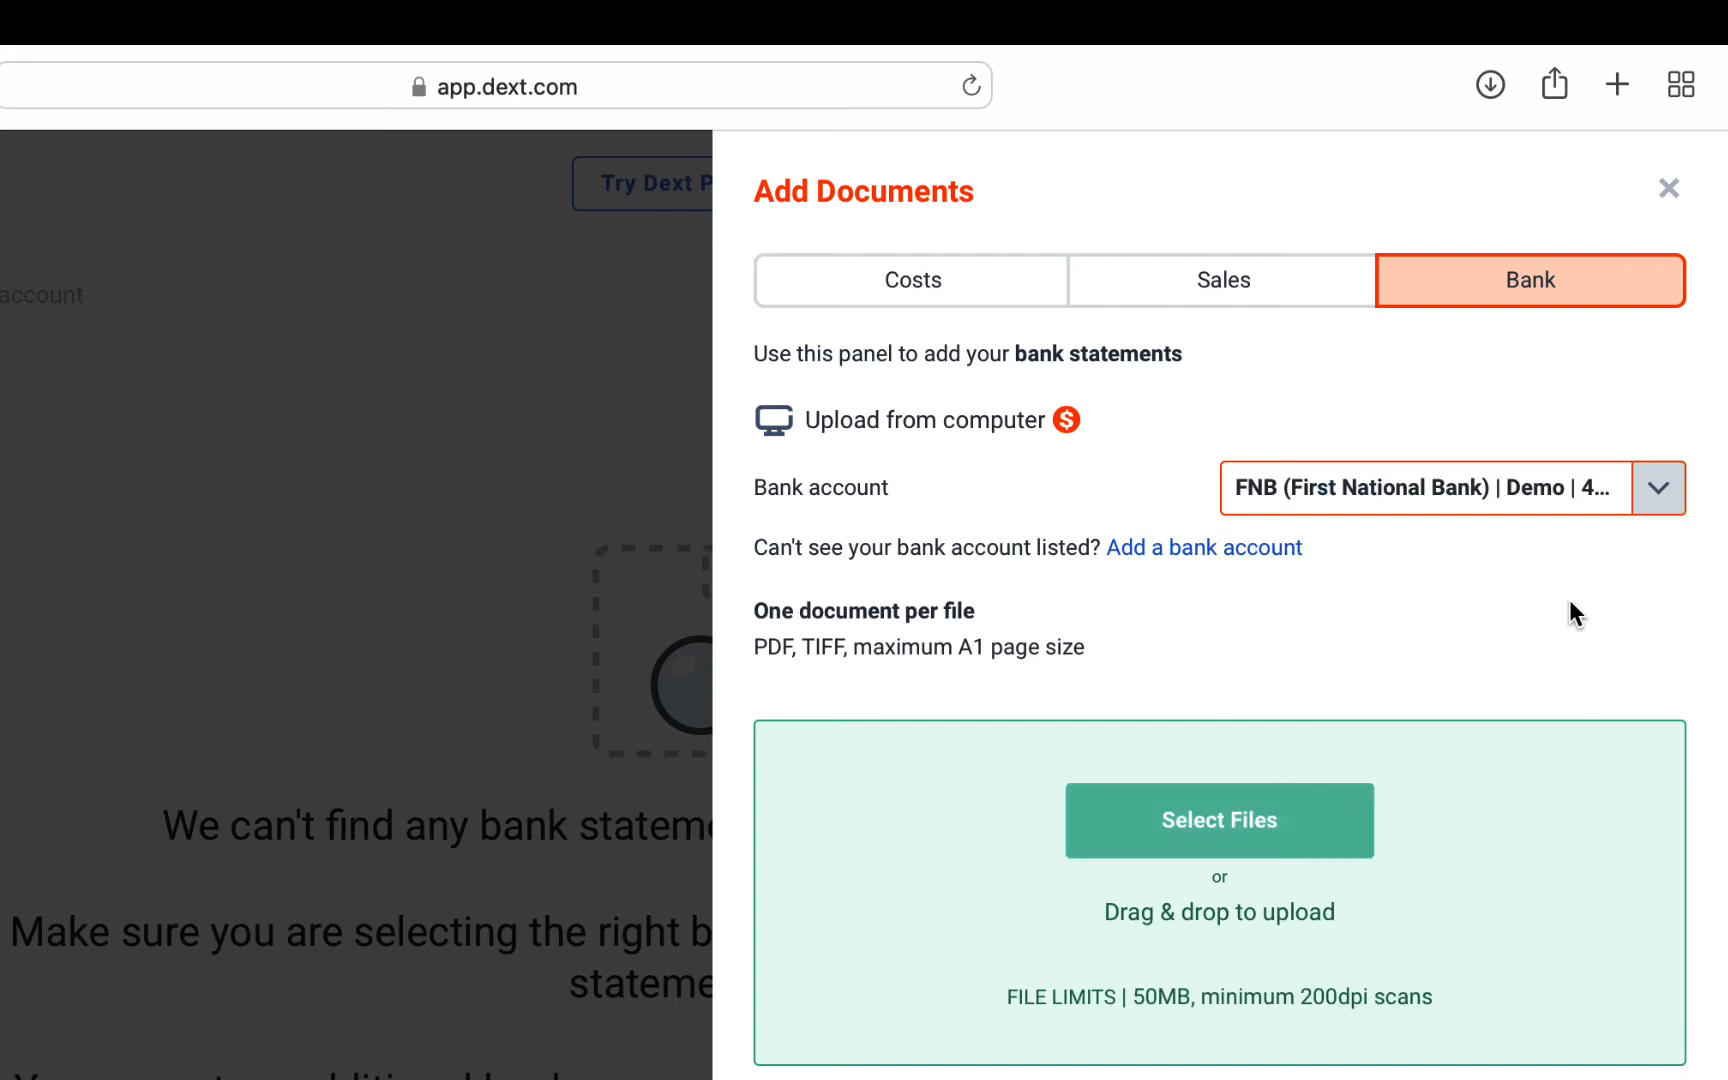 app.dext.com
Try Dext P
Add Documents
account
Costs
Sales
Bank
Use this panel to add your bank statements
Upload from computer $
Bank account
FNB (First National Bank) | Demo | 4...
Can't see your bank account listed? Add a bank account
One document per file
PDF, TIFF, maximum A1 page size
We can't find any bank stateme
Select Files
or
Drag & drop to upload
Make sure you are selecting the right b
stateme
FILE LIMITS | 50MB, minimum 200dpi scans